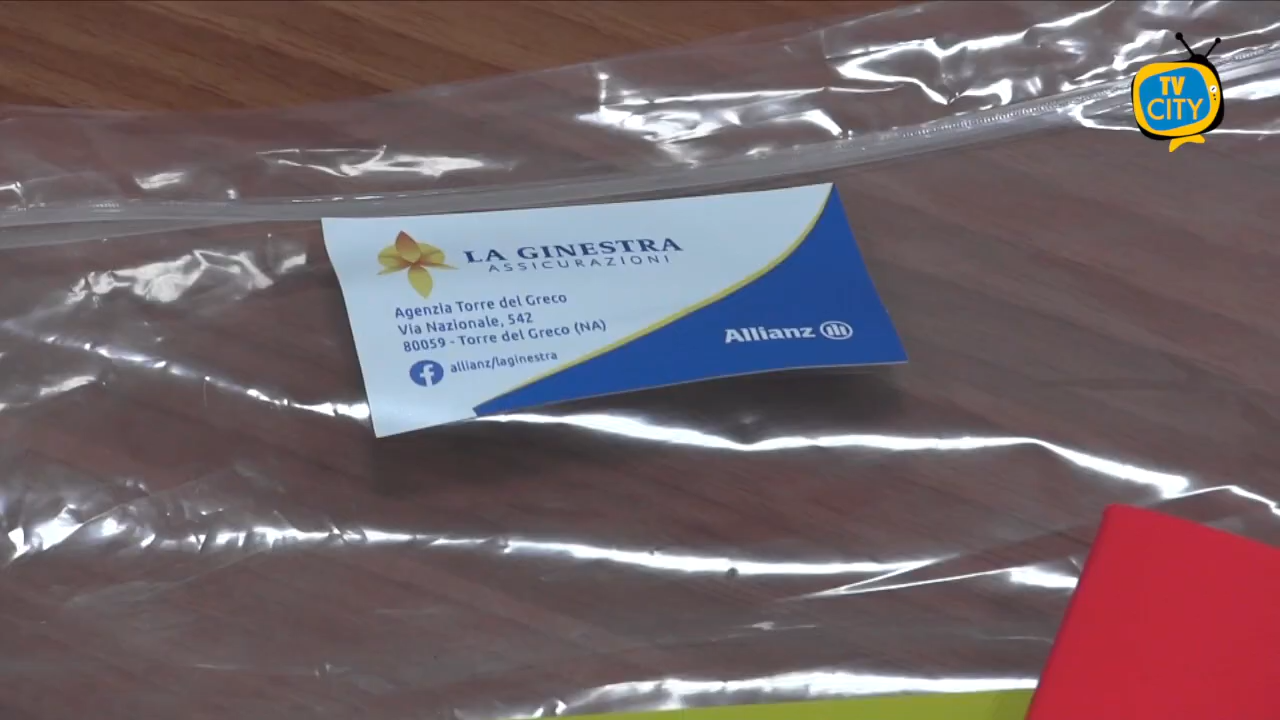 TV
CITY
LA GINESTRA
ASSICURAZIONI
Agenzia Torre del Greco
Via Nazionale, 542
80059 - Torre del Greco (NA)
allianz/laginestra
Allianz